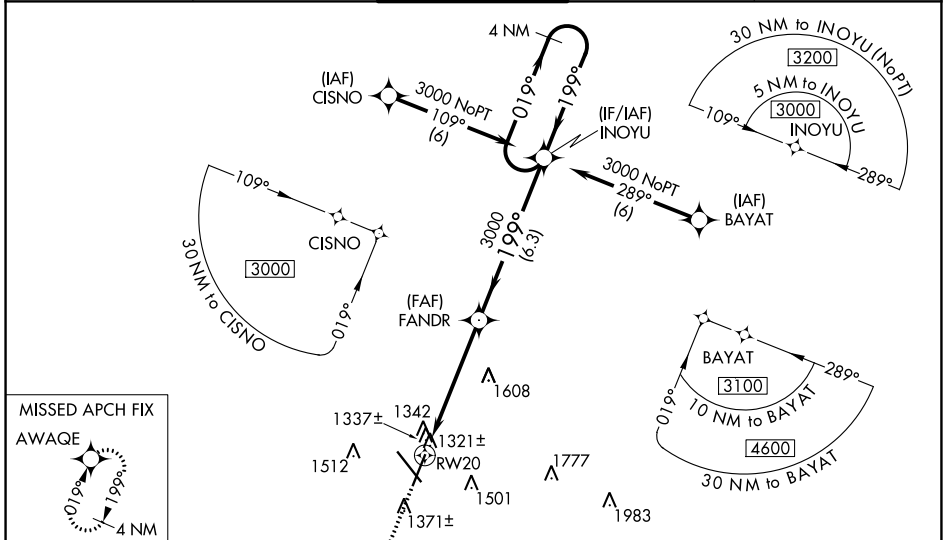 4 NM
019°
199°
(IAF)
CISNO
3000 NoPT
109°
(6)
(IF/IAF)
INOYU
3000 NoPT
289°
(6)
(IAF)
BAYAT
30 NM to INOYU (NoPT)
3200
5 NM to INOYU
3000
INOYU
109°
289°
109°
CISNO
3000
019°
30 NM to CISNO
3000
199°
(6.3)
(FAF)
FANDR
BAYAT
289°
3100
019°
10 NM to BAYAT
4600
30 NM to BAYAT
1608
1342
1337±
1321±
RW20
1512
1501
1777
1983
1371±
MISSED APCH FIX
AWAQE
019°
199°
4 NM